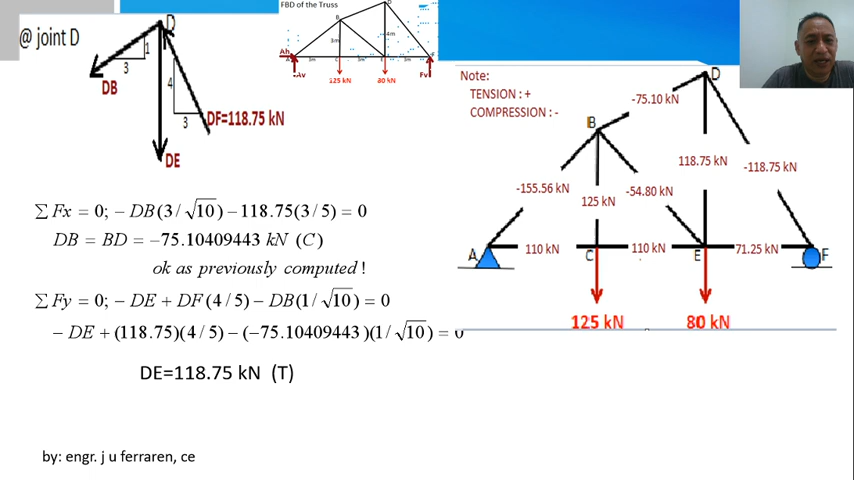 @ joint D
D
1
3
DB
4
3
DF=118.75 kN
DE
FBD of the Truss
B
3m
4m
Ah
3m
Av
125 kN
80 kN
Fv
Note:
TENSION : +
COMPRESSION : -
D
-75.10 kN
B
118.75 kN
-118.75 kN
-155.56 kN
-54.80 kN
125 kN
A
110 kN
C
110 kN
E
71.25 kN
F
125 kN
80 kN
∑ Fx = 0; − DB(3/√10) − 118.75(3/5) = 0
DB = BD = −75.10409443 kN (C)
ok as previously computed !
∑ Fy = 0; − DE + DF(4/5) − DB(1/√10) = 0
− DE + (118.75)(4/5) − (−75.10409443)(1/√10) = 0
DE=118.75 kN (T)
by: engr. j u ferraren, ce